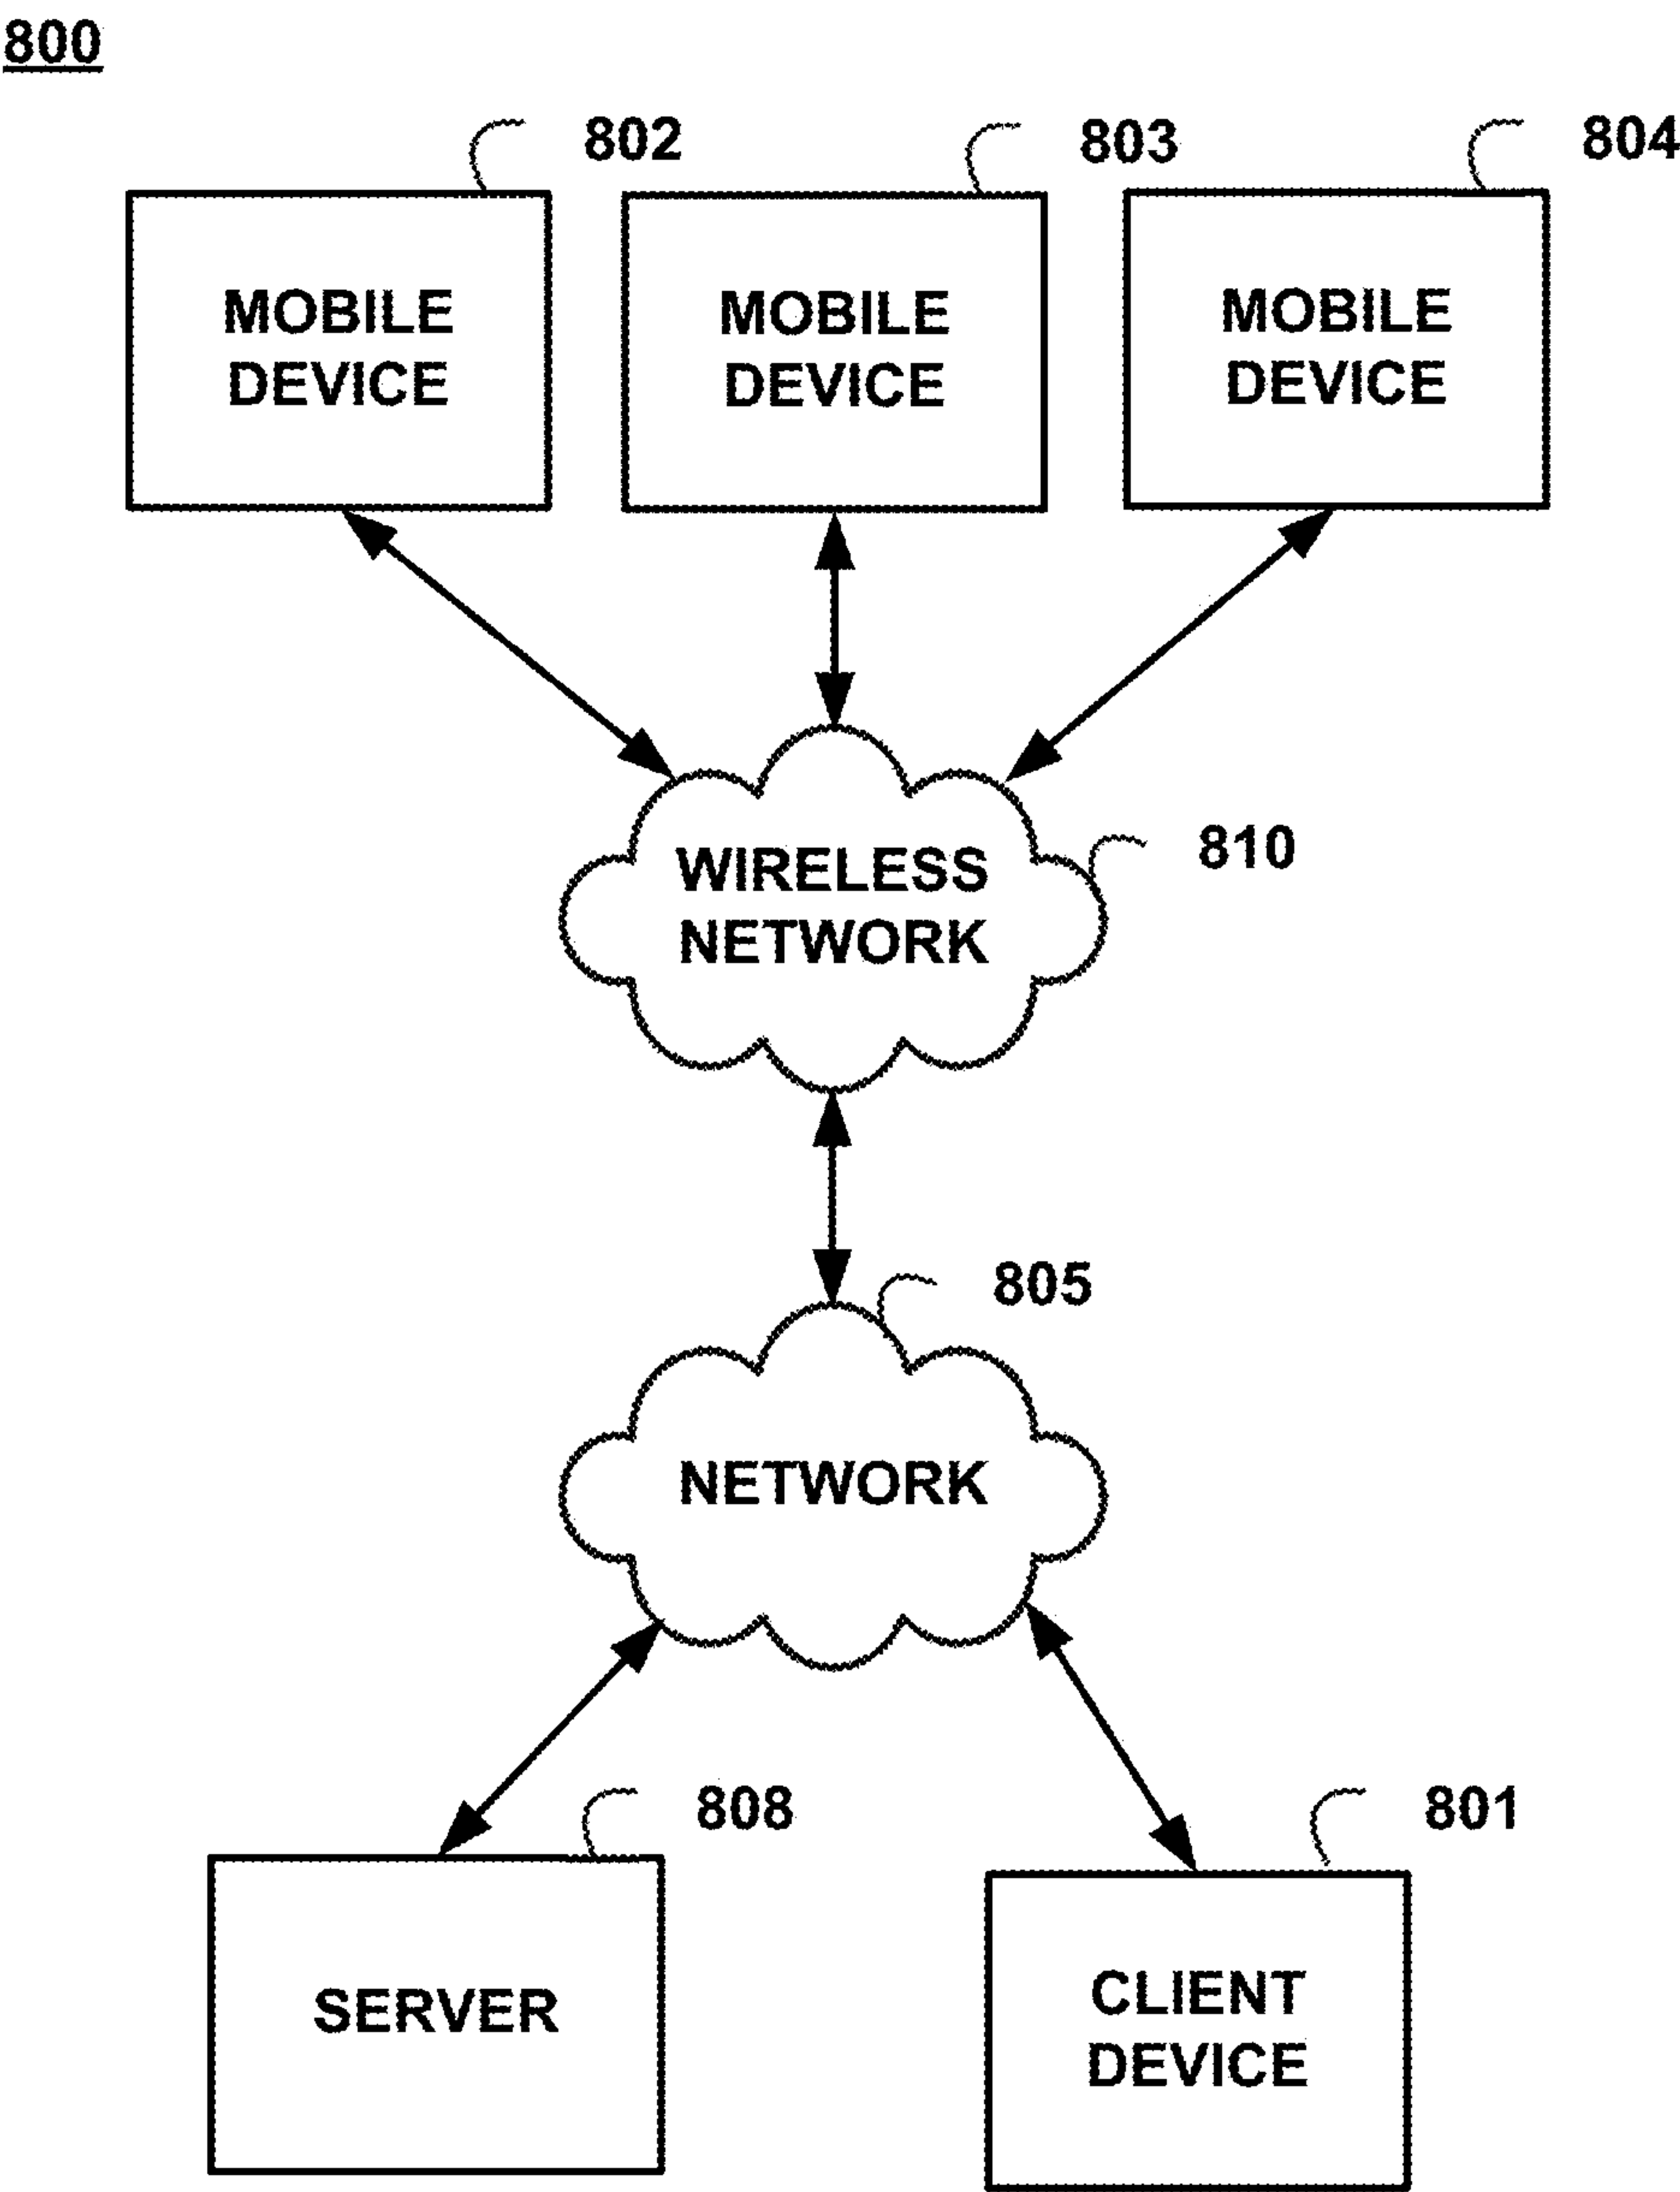 800
802
803
804
MOBILE
DEVICE
MOBILE
DEVICE
MOBILE
DEVICE
WIRELESS
NETWORK
810
805
NETWORK
808
801
SERVER
CLIENT
DEVICE